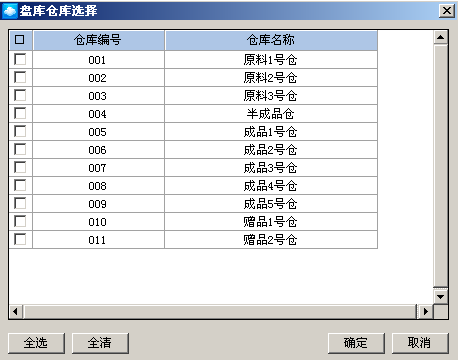 盘库仓库选择
仓库编号 仓库名称
001 原料1号仓
002 原料2号仓
003 原料3号仓
004 半成品仓
005 成品1号仓
006 成品2号仓
007 成品3号仓
008 成品4号仓
009 成品5号仓
010 赠品1号仓
011 赠品2号仓
全选 全清 确定 取消